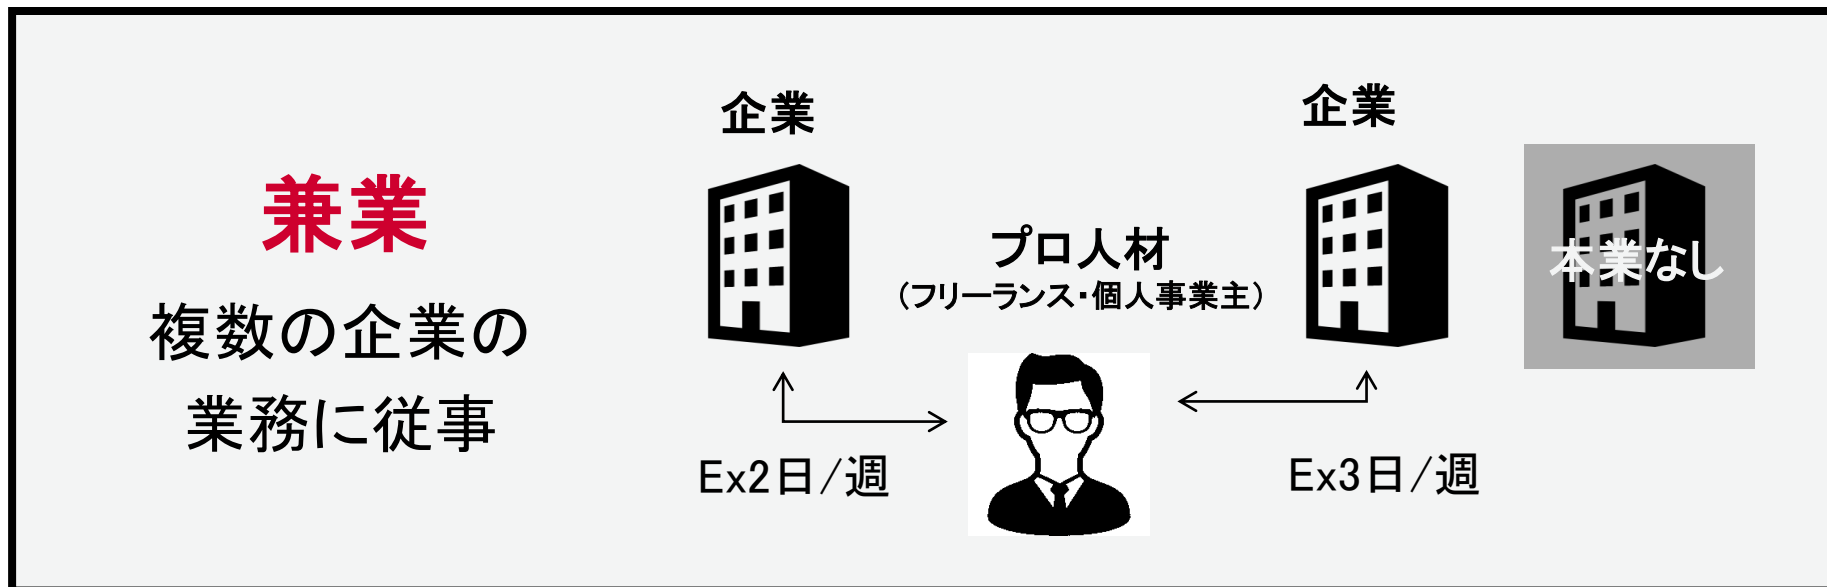 兼業
複数の企業の
業務に従事
企業
企業
プロ人材
（フリーランス・個人事業主）
本業なし
Ex2日/週
Ex3日/週